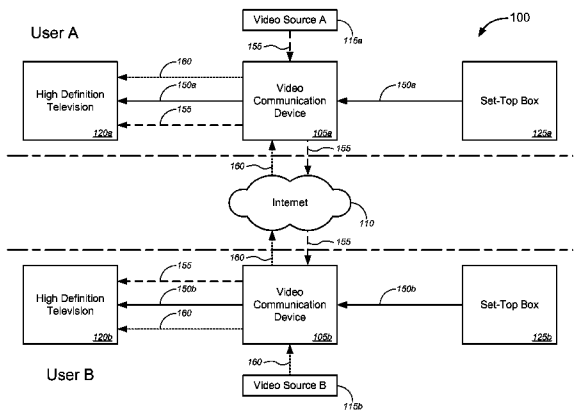 User A
Video Source A
115a
100
155
160
150a
155
High Definition
Television
120a
Video
Communication
Device
105a
150a
Set-Top Box
125a
160
155
Internet
110
160
155
155
150b
160
High Definition
Television
120b
Video
Communication
Device
105b
150b
Set-Top Box
125b
160
User B
Video Source B
115b